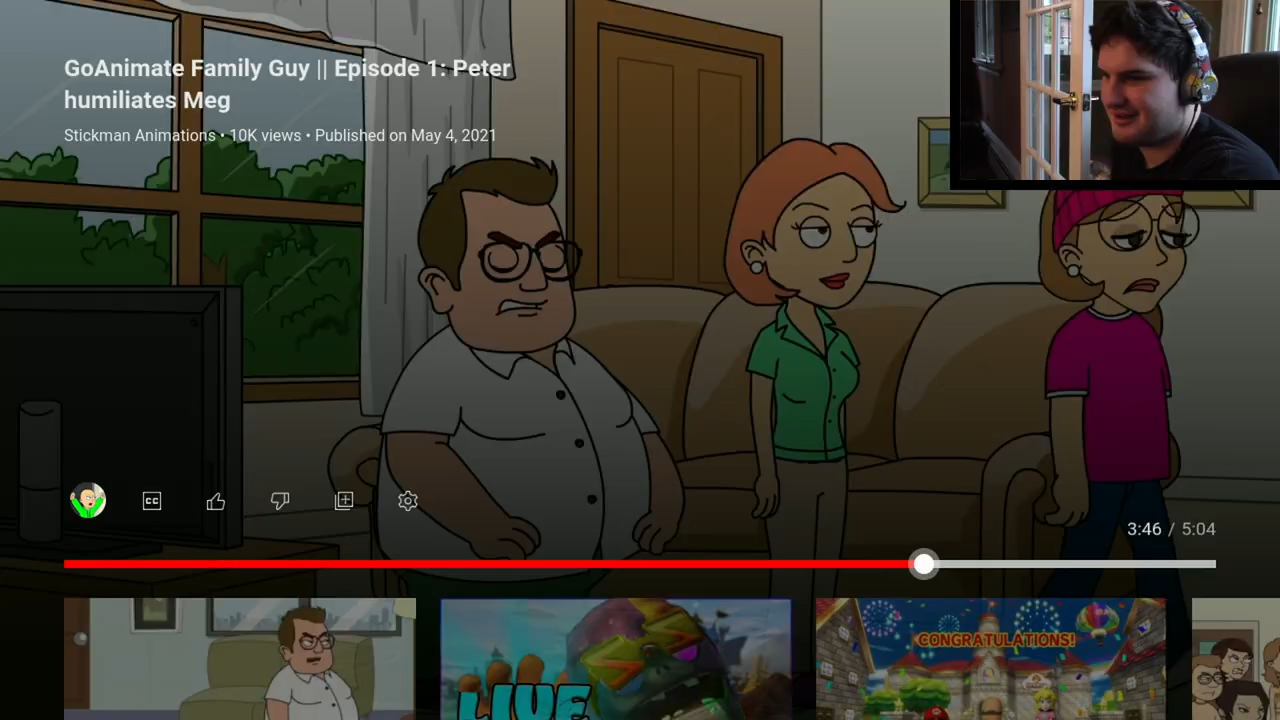 GoAnimate Family Guy || Episode 1: Peter
humiliates Meg
Stickman Animations • 10K views • Published on May 4, 2021
CC
3:46 / 5:04
CONGRATULATIONS!
LIVE